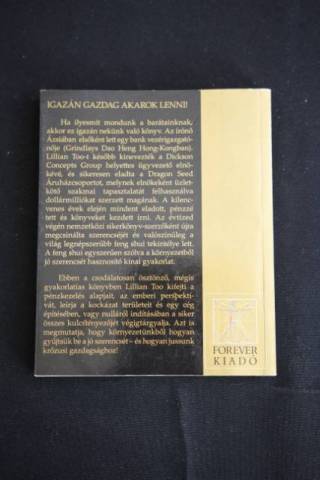 IGAZÁN GAZDAG AKAROK LENNI!
Ha ilyesmit mondunk a barátainknak,
akkor ez igazán nekünk való könyv. Az írónő
Ázsiában elsőként lett egy bank vezérigazgató-
nője (Grindlays Dao Heng Hong-Kongban).
Lillian Too-t később kinevezték a Dickson
Concepts Group helyettes ügyvezető elnö-
kévé, és sikeresen eladta a Dragon Seed
Áruházcsoportot, melynek elnökeként üzlet-
kötő szakmai tapasztalatát felhasználva
dollármilliókat szerzett magának. A kilenc-
venes évek elején mindent eladott, pénzzé
tett és könyveket kezdett írni. Az évtized
végén nemzetközi sikerkönyv-szerzőként újra
megcsinálta szerencséjét és valószínűleg a
világ legnépszerűbb feng shui tekintélye lett.
A feng shui egyszerűen szólva a környezetből
jó szerencsét hasznosító kínai gyakorlat.
Ebben a csodálatosan ösztönző, mégis
gyakorlatias könyvben Lillian Too kifejti a
pénzkezelés alapjait, az emberi perspektí-
vát, leírja a kockázat területeit és egy cég
építésében, vagy nulláról indításában a siker
összes kulcstényezőjét végigtárgyalja. Azt is
megmutatja, hogy környezetünkből hogyan
gyűjtsük be a jó szerencsét – és hogyan jussunk
krőzusi gazdagsághoz!
FOREVER
KIADÓ